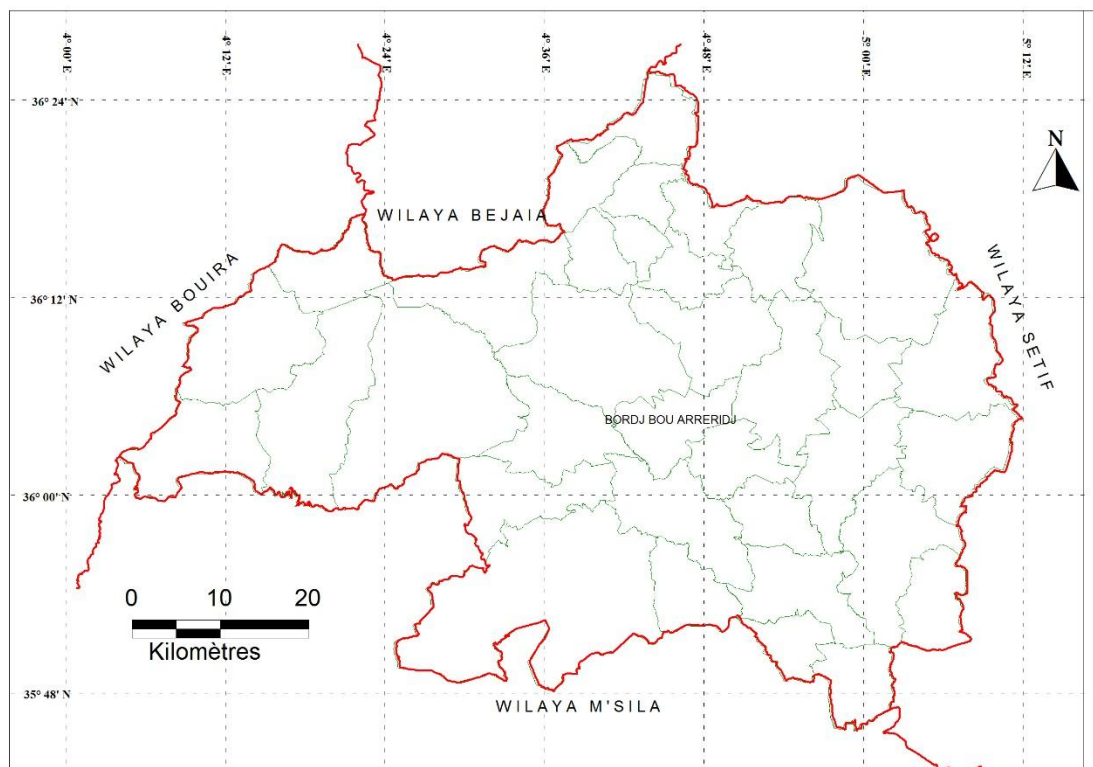 4° 00' E
4° 12' E
4° 24' E
4° 36' E
4° 48' E
5° 00' E
5° 12' E
36° 24' N
N
WILAYA BEJAIA
WILAYA BOUIRA
WILAYA SETIF
36° 12' N
BORDJ BOU ARRERIDJ
36° 00' N
0 10 20
Kilomètres
35° 48' N
WILAYA M'SILA